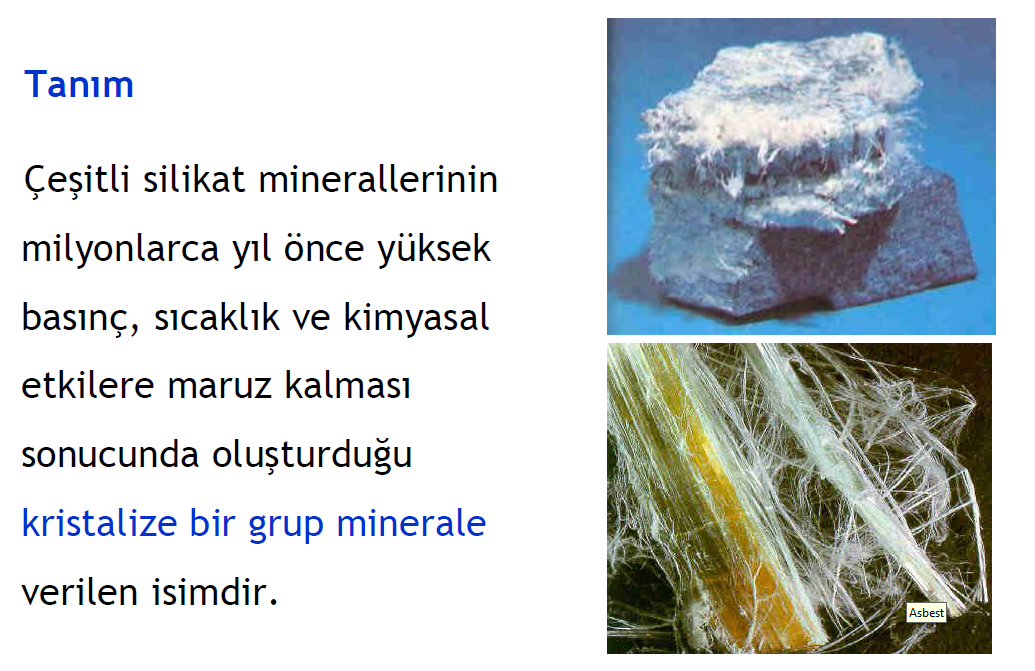 Tanım
Çeşitli silikat minerallerinin
milyonlarca yıl önce yüksek
basınç, sıcaklık ve kimyasal
etkilere maruz kalması
sonucunda oluşturduğu
kristalize bir grup minerale
verilen isimdir.
Asbest